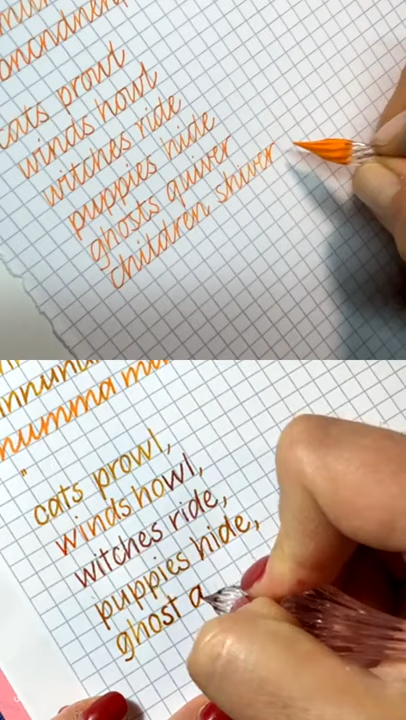 cats prowl
winds howl
witches ride
puppies hide
ghosts quiver
children shiver
numma
"
cats prowl,
winds howl,
witches ride,
puppies hide,
ghost a